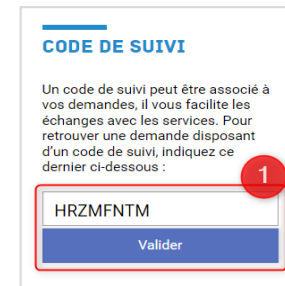 CODE DE SUIVI
Un code de suivi peut être associé à
vos demandes, il vous facilite les
échanges avec les services. Pour
retrouver une demande disposant
d'un code de suivi, indiquez ce
dernier ci-dessous :
1
HRZMFNTM
Valider